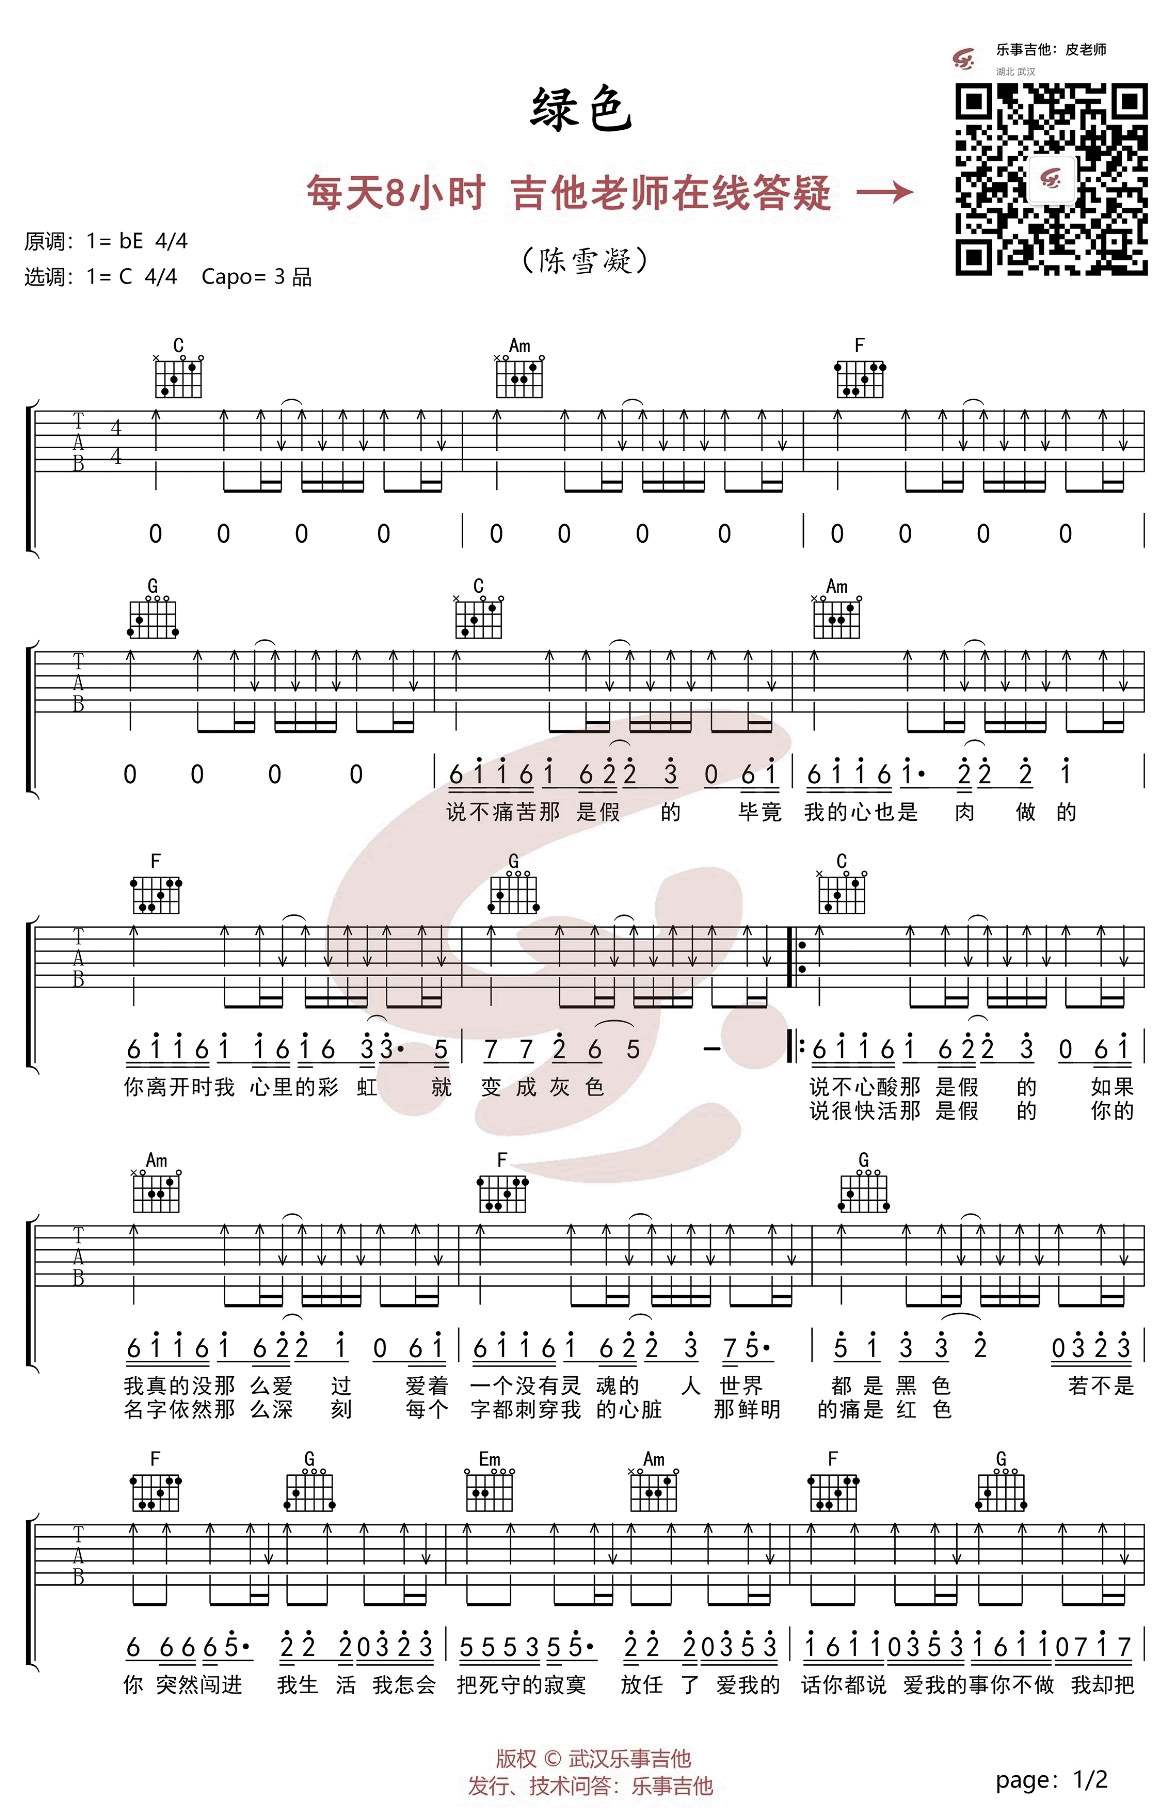 乐事吉他：皮老师
湖北 武汉
绿色
每天8小时 吉他老师在线答疑 →
原调：1= bE 4/4
（陈雪凝）
选调：1= C 4/4 Capo= 3 品
C Am F
T A B 4 4
0 0 0 0 | 0 0 0 0 | 0 0 0 0
G C Am
T A B
0 0 0 0 | 6 1 1 6 1 6 2 2 3 0 6 1 | 6 1 1 6 1· 2 2 2 1
说不痛苦那 是假 的 毕竟 我的心也是 肉 做 的
F G C
T A B
6 1 1 6 1 1 6 1 6 3 3· 5 | 7 7 2 6 5 – 6 1 1 6 1 6 2 2 3 0 6 1
你离开时我 心里的彩 虹 就 变 成 灰 色 说不心酸那 是假 的 如果
说很快活那 是假 的 你的
Am F G
T A B
6 1 1 6 1 6 2 2 1 0 6 1 | 6 1 1 6 1 6 2 2 3 7 5· | 5 1 3 3 2 0 3 2 3
我真的没那 么爱 过 爱着 一个没有灵 魂的 人 世界 都 是 黑 色 若不是
名字依然那 么深 刻 每个 字都刺穿我 的心脏 那鲜明 的痛是 红 色
F G Em Am F G
T A B
6 6 6 6 5· 2 2 2 0 3 2 3 | 5 5 5 3 5 5· 2 2 2 0 3 5 3 | 1 6 1 1 0 3 5 3 1 6 1 1 0 7 1 7
你 突然闯进 我生 活 我怎会 把死守的寂寞 放任 了 爱我的 话你都说 爱我的事你不做 我却把
版权 © 武汉乐事吉他
发行、技术问答：乐事吉他
page：1/2